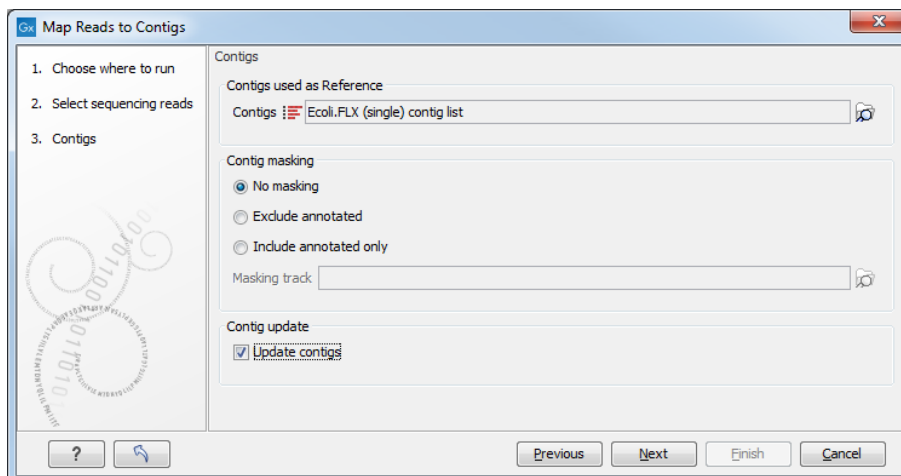 Gx Map Reads to Contigs
1. Choose where to run
2. Select sequencing reads
3. Contigs
Contigs
Contigs used as Reference
Contigs Ecoli.FLX (single) contig list
Contig masking
No masking
Exclude annotated
Include annotated only
Masking track
Contig update
Update contigs
? Previous Next Finish Cancel